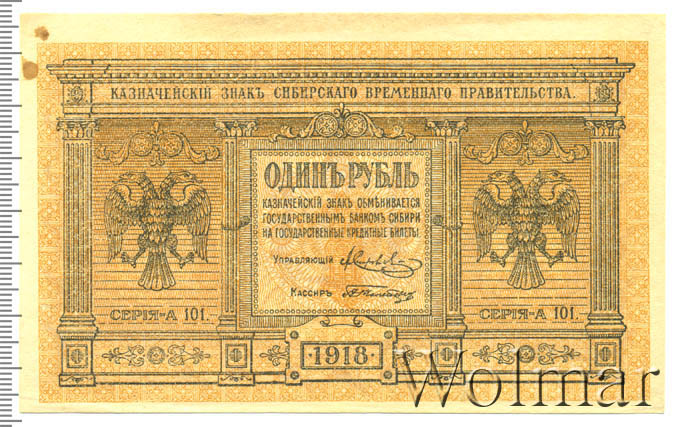 КАЗНАЧЕЙСКІЙ ЗНАКЪ СИБИРСКАГО ВРЕМЕННАГО ПРАВИТЕЛЬСТВА.
ОДИНЪ РУБЛЬ
КАЗНАЧЕЙСКІЙ ЗНАКЪ ОБМѢНИВАЕТСЯ
ГОСУДАРСТВЕННЫМЪ БАНКОМЪ СИБИРИ
НА ГОСУДАРСТВЕННЫЕ КРЕДИТНЫЕ БИЛЕТЫ.
УПРАВЛЯЮЩІЙ
КАССИРЪ
СЕРІЯ-А 101.
СЕРІЯ-А 101.
·1918·
Wolmar